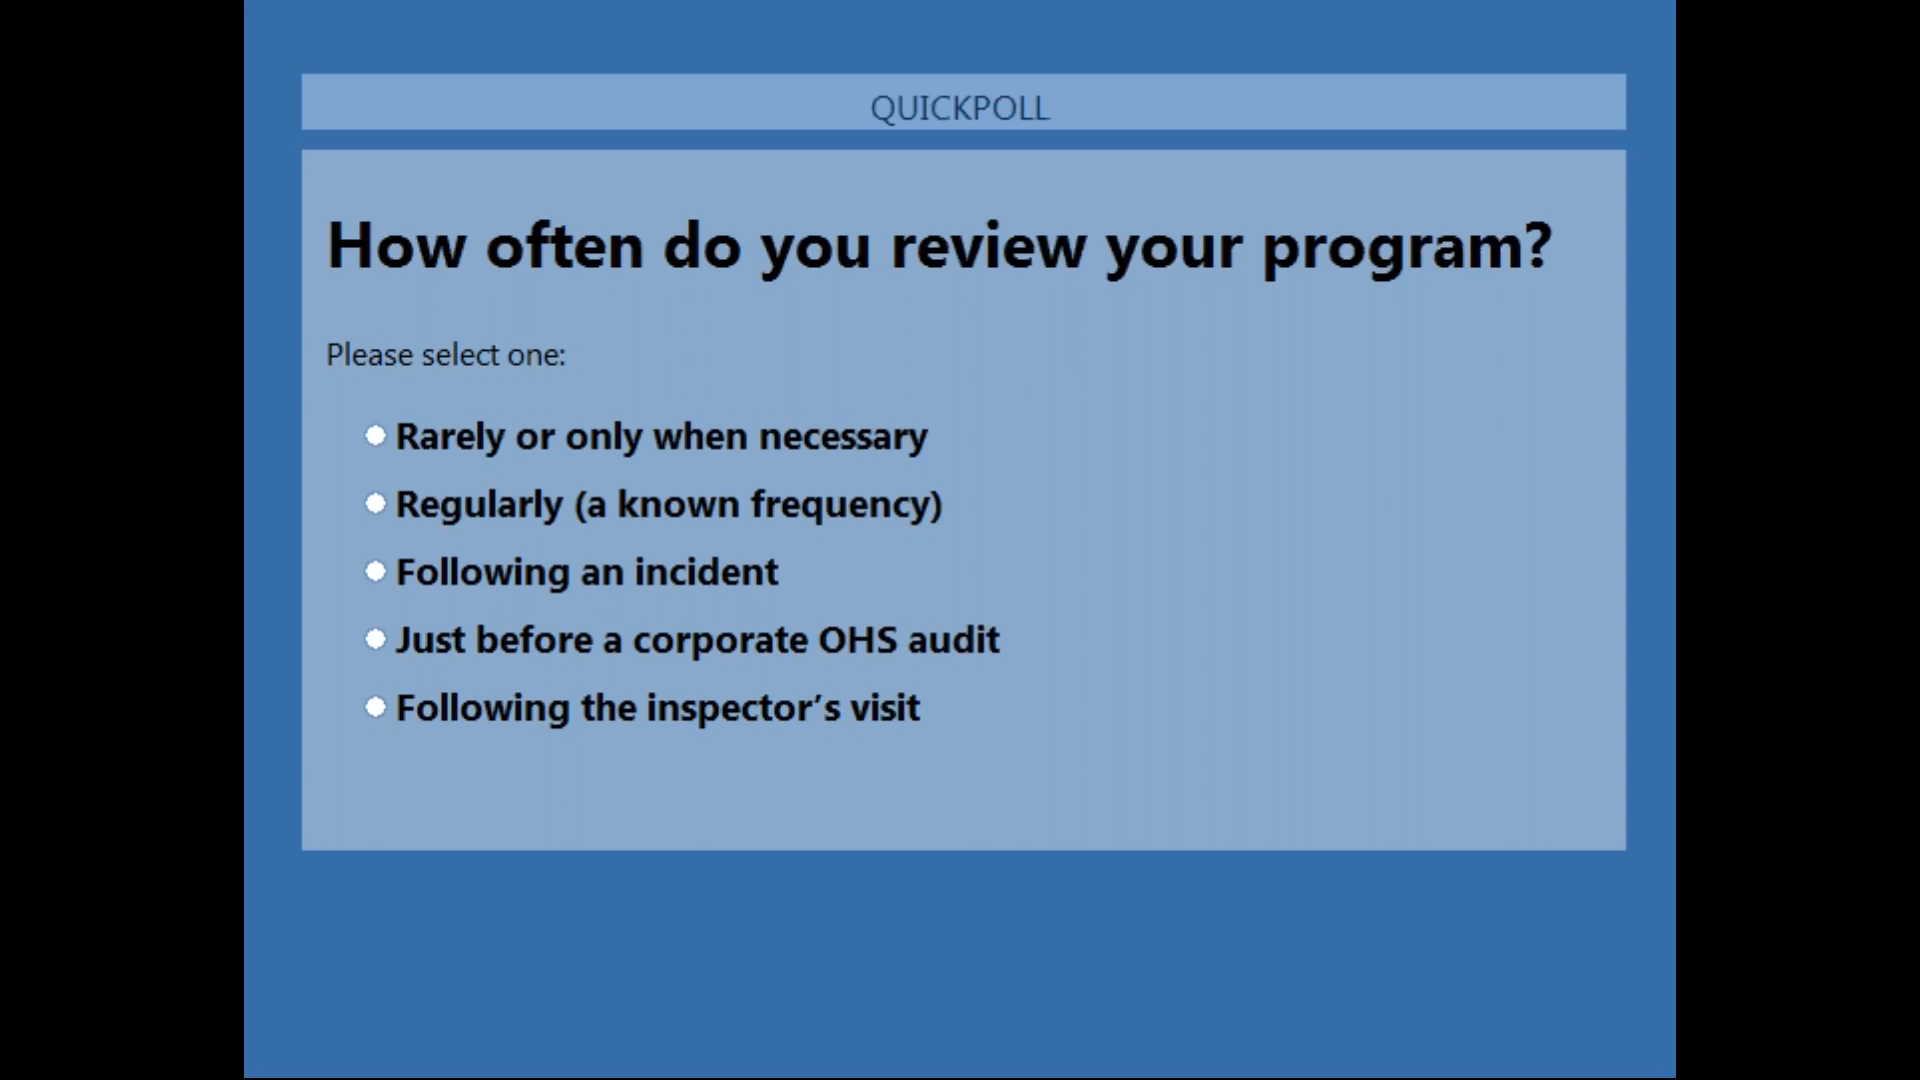 QUICKPOLL
How often do you review your program?
Please select one:
Rarely or only when necessary
Regularly (a known frequency)
Following an incident
Just before a corporate OHS audit
Following the inspector’s visit